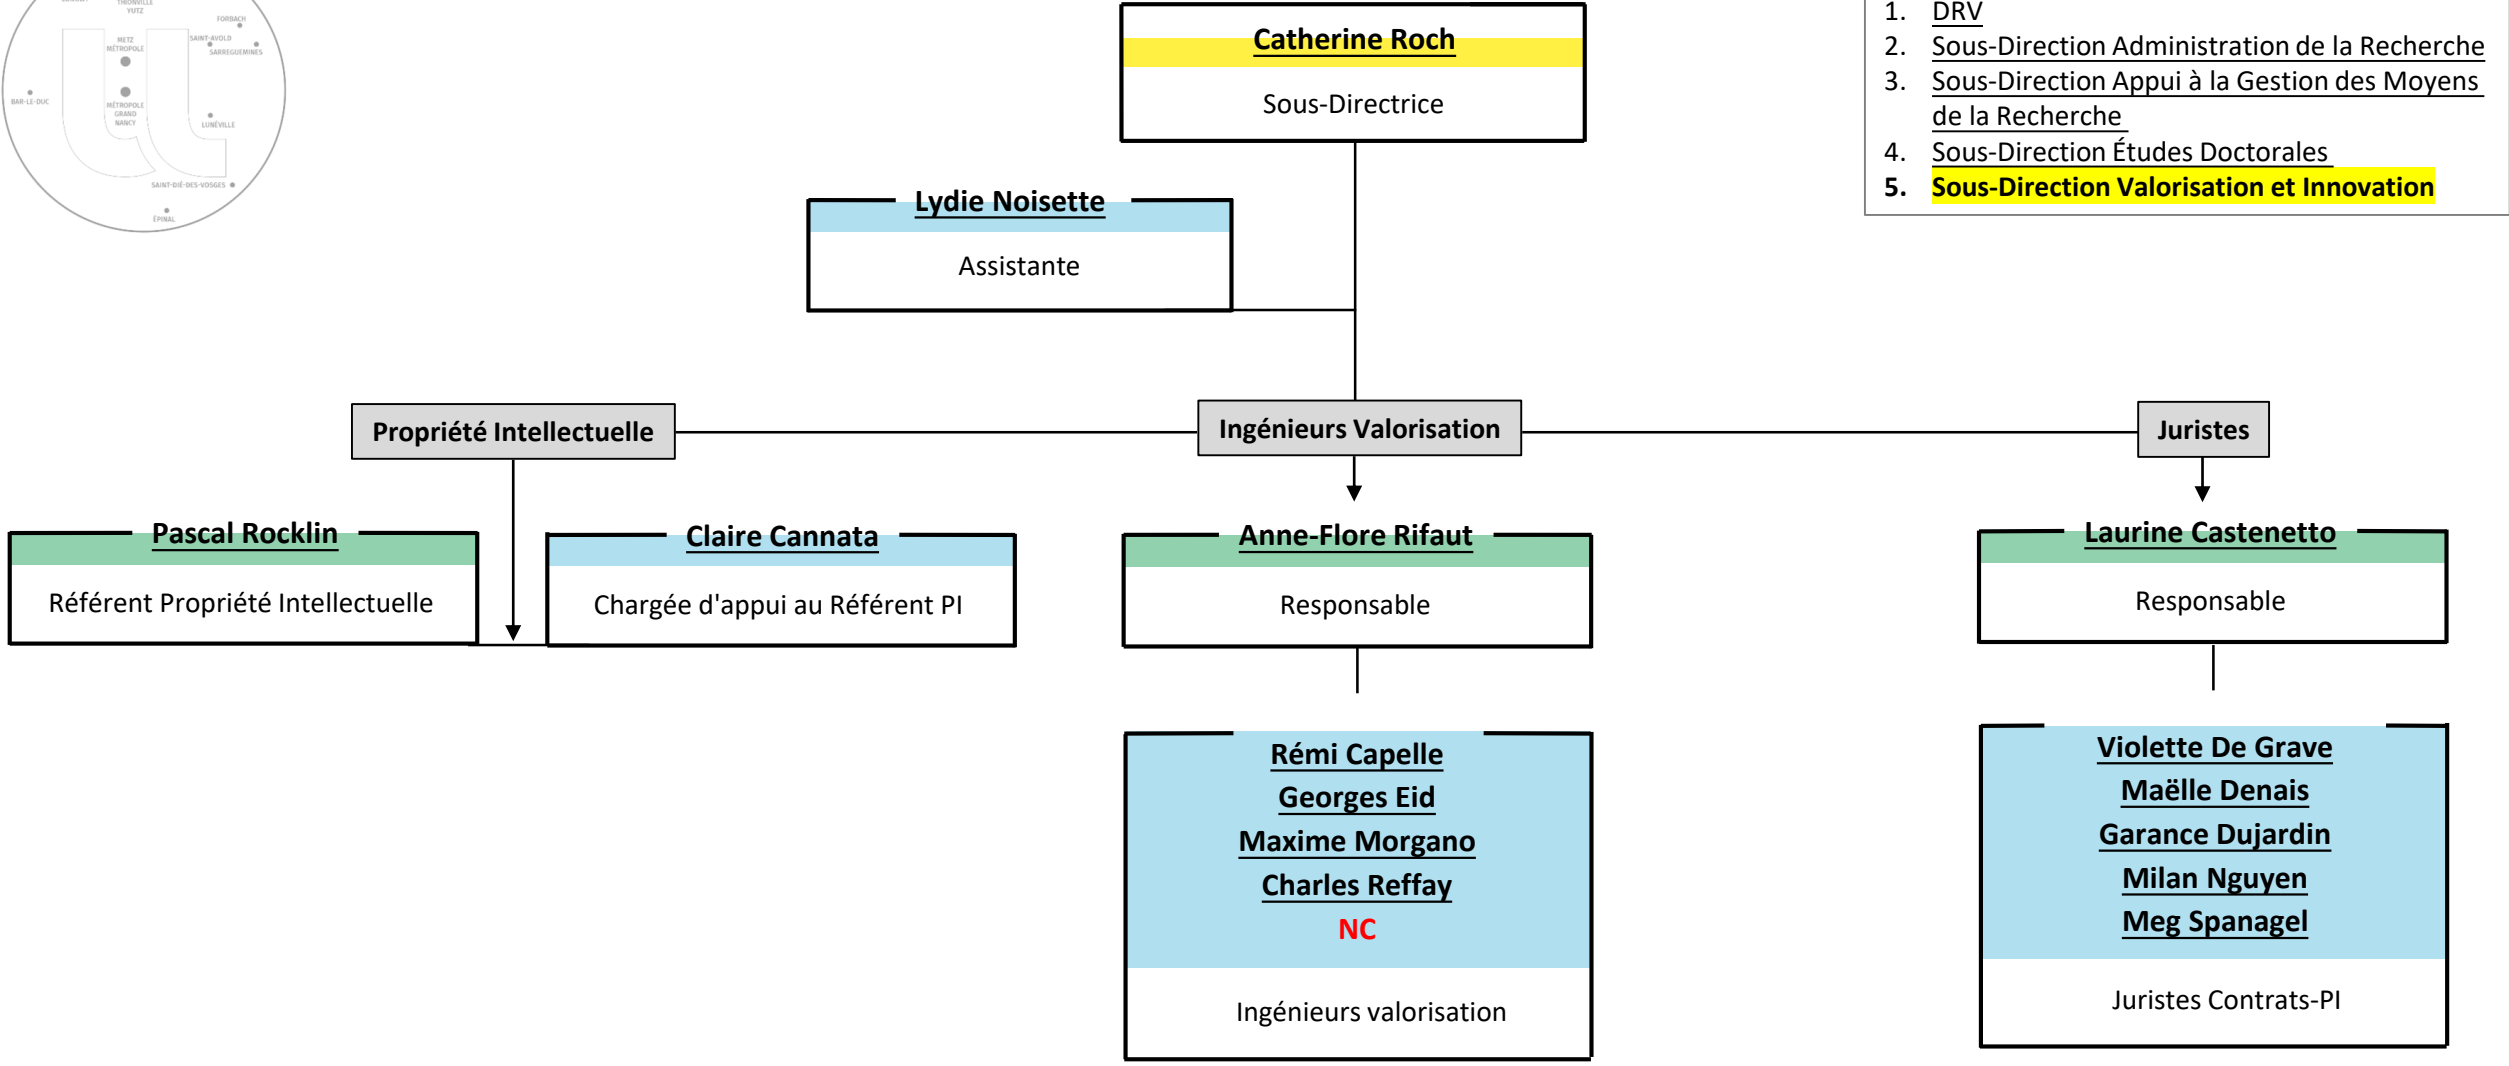 THIONVILLE
YUTZ
FORBACH
METZ
MÉTROPOLE
SAINT-AVOLD
SARREGUEMINES
BAR-LE-DUC
MÉTROPOLE
GRAND
NANCY
LUNÉVILLE
SAINT-DIÉ-DES-VOSGES
ÉPINAL
Catherine Roch
Sous-Directrice
1. DRV
2. Sous-Direction Administration de la Recherche
3. Sous-Direction Appui à la Gestion des Moyens
de la Recherche
4. Sous-Direction Études Doctorales
5. Sous-Direction Valorisation et Innovation
Lydie Noisette
Assistante
Propriété Intellectuelle
Ingénieurs Valorisation
Juristes
Pascal Rocklin
Référent Propriété Intellectuelle
Claire Cannata
Chargée d'appui au Référent PI
Anne-Flore Rifaut
Responsable
Laurine Castenetto
Responsable
Rémi Capelle
Georges Eid
Maxime Morgano
Charles Reffay
NC
Ingénieurs valorisation
Violette De Grave
Maëlle Denais
Garance Dujardin
Milan Nguyen
Meg Spanagel
Juristes Contrats-PI